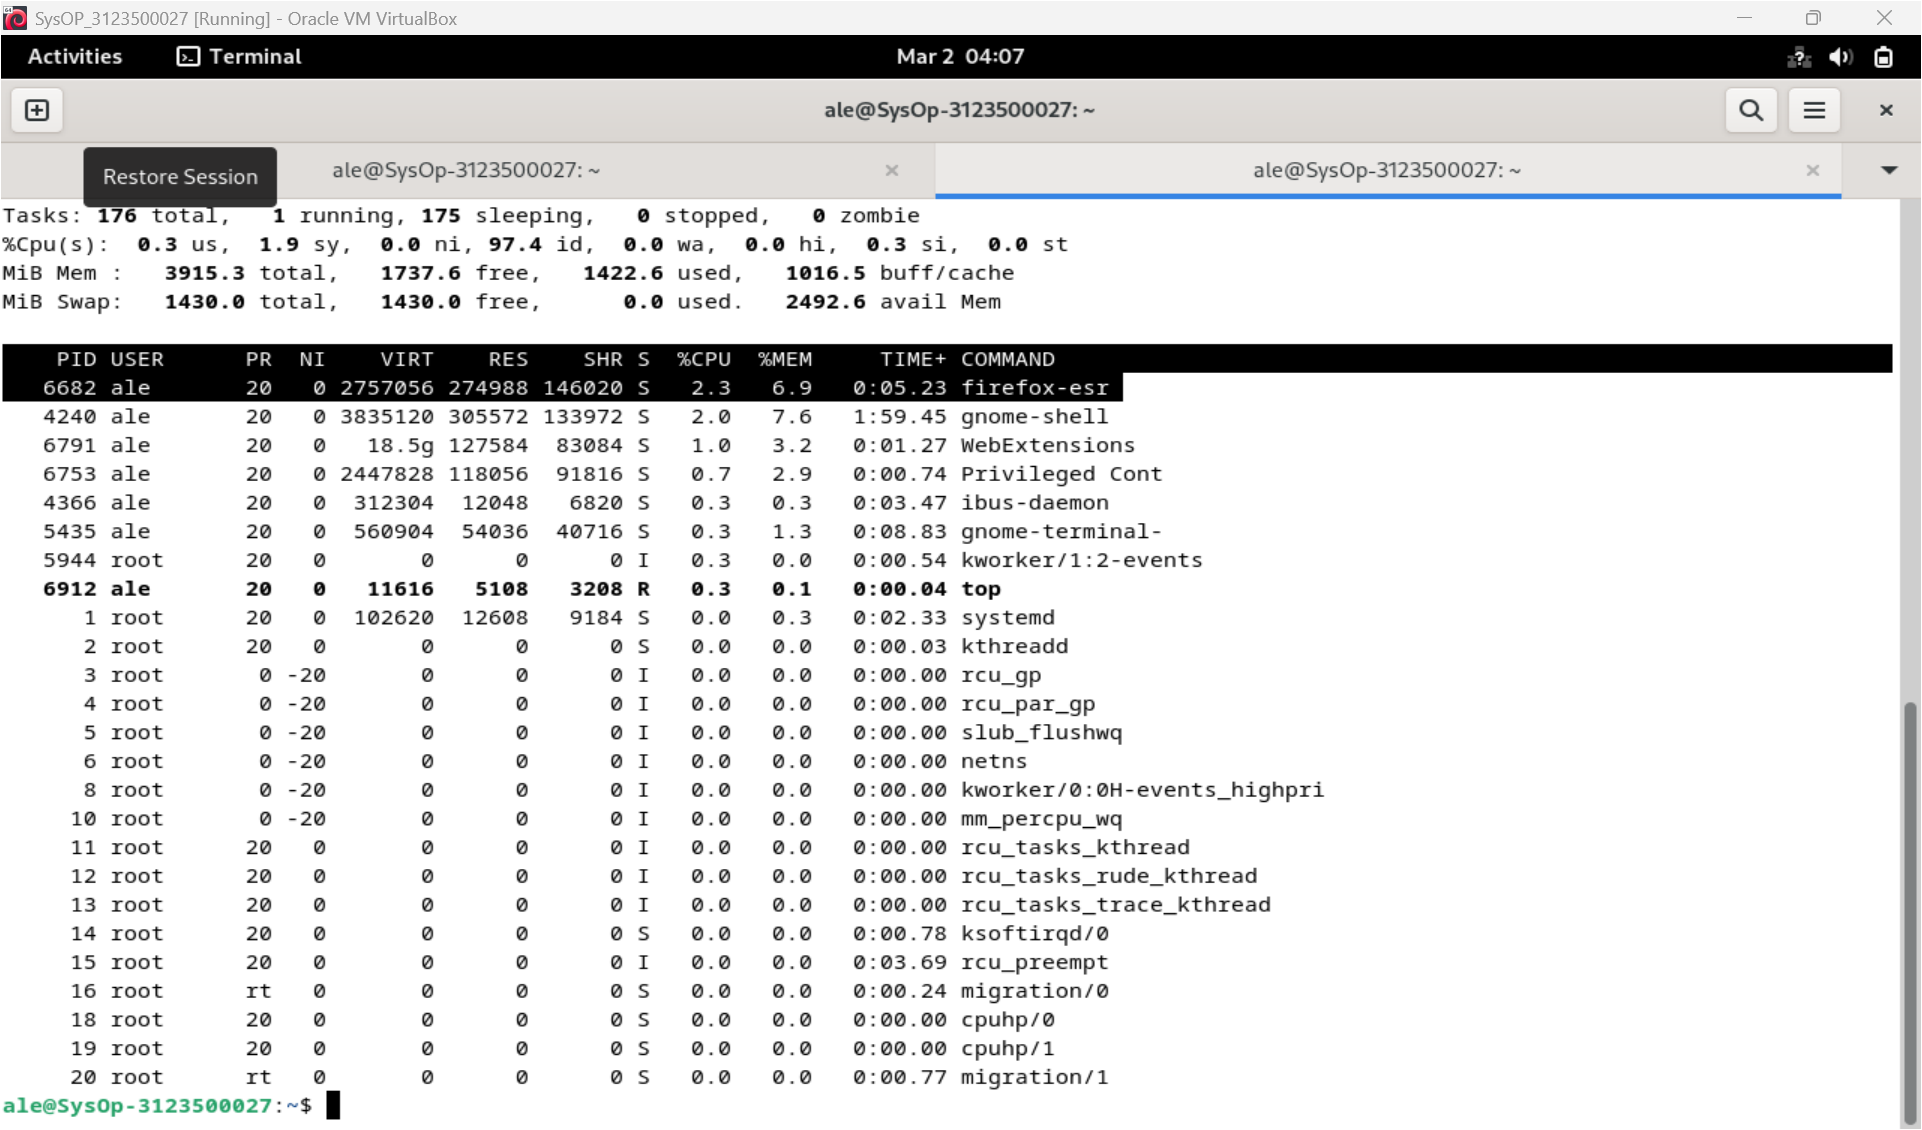 SysOP_3123500027 [Running] - Oracle VM VirtualBox
Activities Terminal Mar 2 04:07
ale@SysOp-3123500027: ~
Restore Session ale@SysOp-3123500027: ~ ale@SysOp-3123500027: ~
Tasks: 176 total, 1 running, 175 sleeping, 0 stopped, 0 zombie
%Cpu(s): 0.3 us, 1.9 sy, 0.0 ni, 97.4 id, 0.0 wa, 0.0 hi, 0.3 si, 0.0 st
MiB Mem : 3915.3 total, 1737.6 free, 1422.6 used, 1016.5 buff/cache
MiB Swap: 1430.0 total, 1430.0 free, 0.0 used. 2492.6 avail Mem
PID USER PR NI VIRT RES SHR S %CPU %MEM TIME+ COMMAND
6682 ale 20 0 2757056 274988 146020 S 2.3 6.9 0:05.23 firefox-esr
4240 ale 20 0 3835120 305572 133972 S 2.0 7.6 1:59.45 gnome-shell
6791 ale 20 0 18.5g 127584 83084 S 1.0 3.2 0:01.27 WebExtensions
6753 ale 20 0 2447828 118056 91816 S 0.7 2.9 0:00.74 Privileged Cont
4366 ale 20 0 312304 12048 6820 S 0.3 0.3 0:03.47 ibus-daemon
5435 ale 20 0 560904 54036 40716 S 0.3 1.3 0:08.83 gnome-terminal-
5944 root 20 0 0 0 0 I 0.3 0.0 0:00.54 kworker/1:2-events
6912 ale 20 0 11616 5108 3208 R 0.3 0.1 0:00.04 top
1 root 20 0 102620 12608 9184 S 0.0 0.3 0:02.33 systemd
2 root 20 0 0 0 0 S 0.0 0.0 0:00.03 kthreadd
3 root 0 -20 0 0 0 I 0.0 0.0 0:00.00 rcu_gp
4 root 0 -20 0 0 0 I 0.0 0.0 0:00.00 rcu_par_gp
5 root 0 -20 0 0 0 I 0.0 0.0 0:00.00 slub_flushwq
6 root 0 -20 0 0 0 I 0.0 0.0 0:00.00 netns
8 root 0 -20 0 0 0 I 0.0 0.0 0:00.00 kworker/0:0H-events_highpri
10 root 0 -20 0 0 0 I 0.0 0.0 0:00.00 mm_percpu_wq
11 root 20 0 0 0 0 I 0.0 0.0 0:00.00 rcu_tasks_kthread
12 root 20 0 0 0 0 I 0.0 0.0 0:00.00 rcu_tasks_rude_kthread
13 root 20 0 0 0 0 I 0.0 0.0 0:00.00 rcu_tasks_trace_kthread
14 root 20 0 0 0 0 S 0.0 0.0 0:00.78 ksoftirqd/0
15 root 20 0 0 0 0 I 0.0 0.0 0:03.69 rcu_preempt
16 root rt 0 0 0 0 S 0.0 0.0 0:00.24 migration/0
18 root 20 0 0 0 0 S 0.0 0.0 0:00.00 cpuhp/0
19 root 20 0 0 0 0 S 0.0 0.0 0:00.00 cpuhp/1
20 root rt 0 0 0 0 S 0.0 0.0 0:00.77 migration/1
ale@SysOp-3123500027:~$